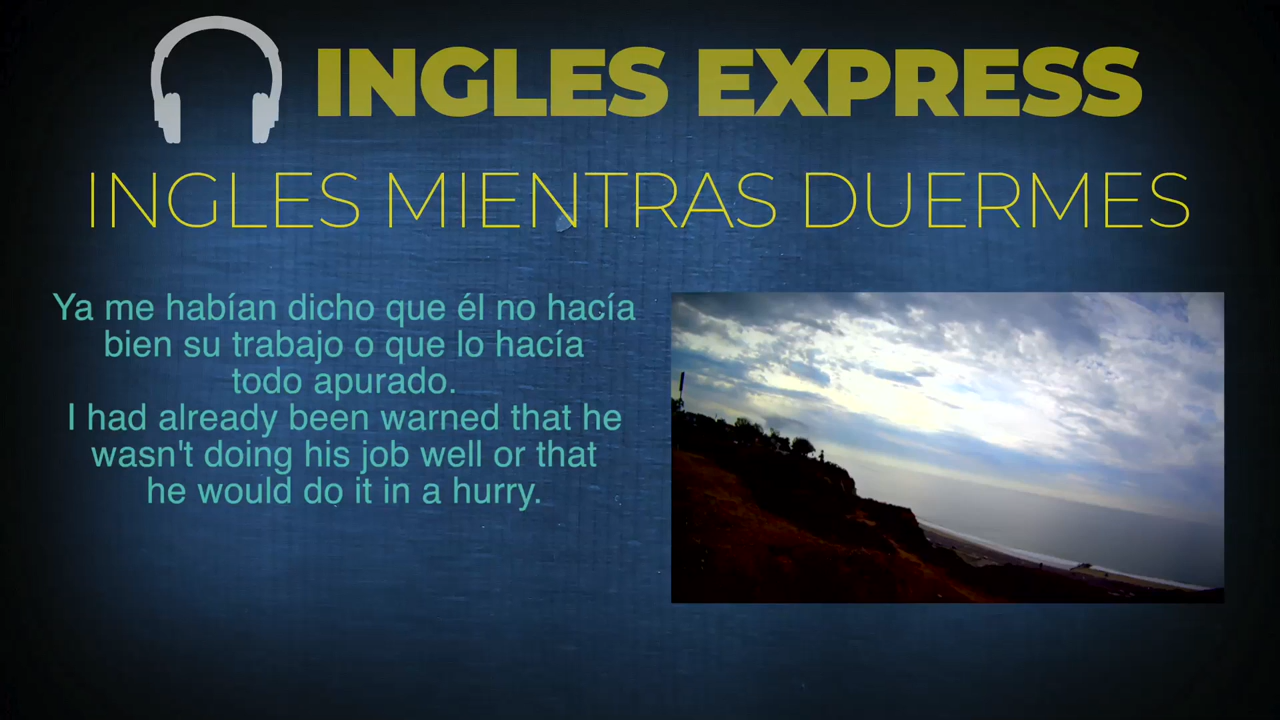 INGLES EXPRESS
INGLES MIENTRAS DUERMES
Ya me habían dicho que él no hacía
bien su trabajo o que lo hacía
todo apurado.
I had already been warned that he
wasn't doing his job well or that
he would do it in a hurry.